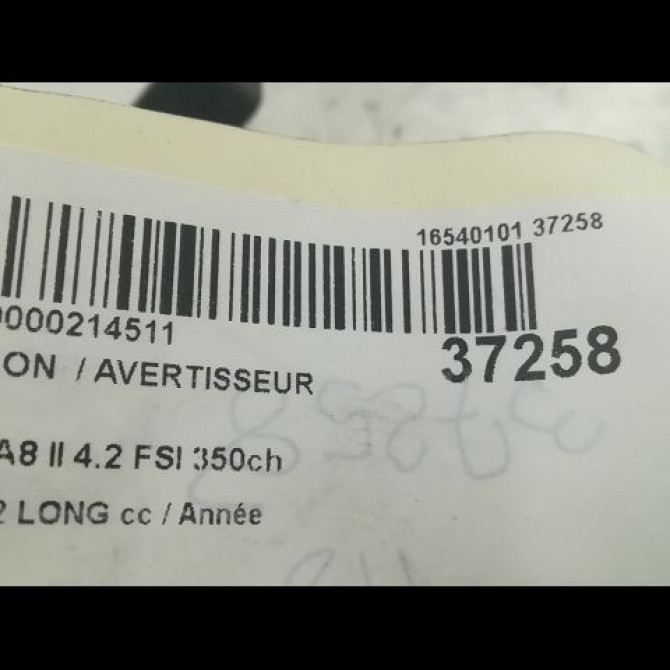 16540101 37258
0000214511
37258
ON / AVERTISSEUR
A8 II 4.2 FSI 350ch
2 LONG cc / Année